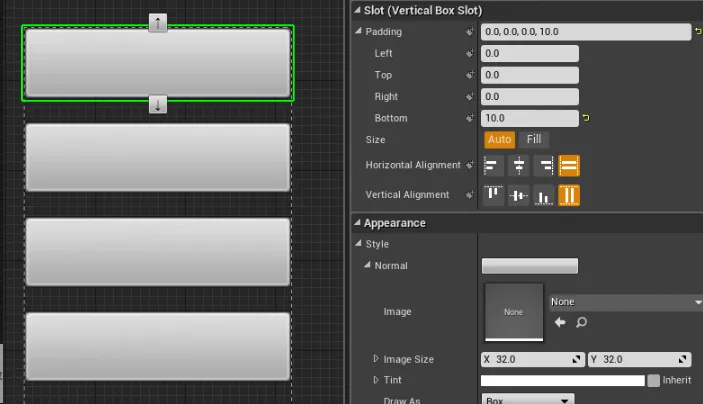 Slot (Vertical Box Slot)
Padding 0.0, 0.0, 0.0, 10.0
Left 0.0
Top 0.0
Right 0.0
Bottom 10.0
Size Auto Fill
Horizontal Alignment
Vertical Alignment
Appearance
Style
Normal
Image None None
Image Size X 32.0 Y 32.0
Tint Inherit
Draw As Box